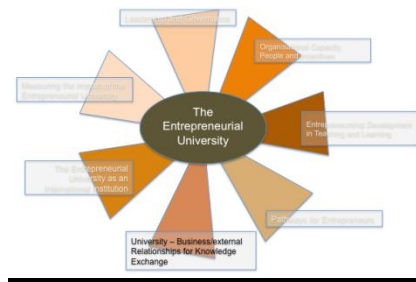 Leadership and Governance
Organisational Capacity,
People and Incentives
Measuring the Impact of the
Entrepreneurial University
The
Entrepreneurial
University
Entrepreneurship Development
in Teaching and Learning
The Entrepreneurial
University as an
International Institution
Pathways for Entrepreneurs
University – Business/external
Relationships for Knowledge
Exchange